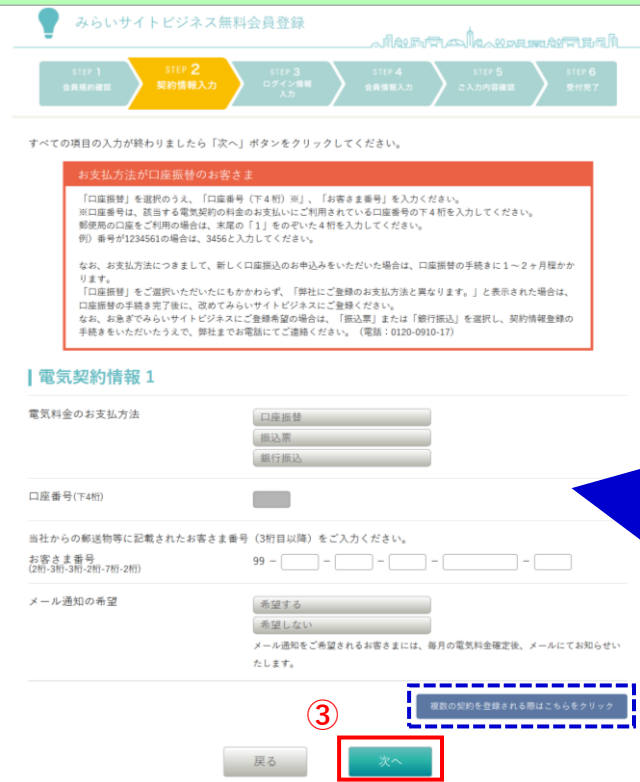 みらいサイトビジネス無料会員登録
STEP 1
会員規約確認
STEP 2
契約情報入力
STEP 3
ログイン情報
入力
STEP 4
会員情報入力
STEP 5
ご入力内容確認
STEP 6
受付完了
すべての項目の入力が終わりましたら「次へ」ボタンをクリックしてください。
お支払方法が口座振替のお客さま
「口座振替」を選択のうえ、「口座番号（下４桁）※」、「お客さま番号」を入力ください。
※口座番号は、該当する電気契約の料金のお支払いにご利用されている口座番号の下４桁を入力してください。
郵便局の口座をご利用の場合は、末尾の「１」をのぞいた４桁を入力してください。
例）番号が1234561の場合は、3456と入力してください。
なお、お支払方法につきまして、新しく口座振込のお申込みをいただいた場合は、口座振替の手続きに１～２ヶ月程かか
ります。
「口座振替」をご選択いただいたにもかかわらず、「弊社にご登録のお支払方法と異なります。」と表示された場合は、
口座振替の手続き完了後に、改めてみらいサイトビジネスにご登録ください。
なお、お急ぎでみらいサイトビジネスにご登録希望の場合は、「振込票」または「銀行振込」を選択し、契約情報登録の
手続きをいただいたうえで、弊社までお電話にてご連絡ください。（電話：0120-0910-17）
電気契約情報１
電気料金のお支払方法
口座振替
振込票
銀行振込
口座番号(下4桁)
当社からの郵送物等に記載されたお客さま番号（3桁目以降）をご入力ください。
お客さま番号
(2桁-3桁-3桁-2桁-7桁-2桁)
99 － － － － －
メール通知の希望
希望する
希望しない
メール通知をご希望されるお客さまには、毎月の電気料金確定後、メールにてお知らせい
たします。
複数の契約を登録される際はこちらをクリック
③
戻る
次へ